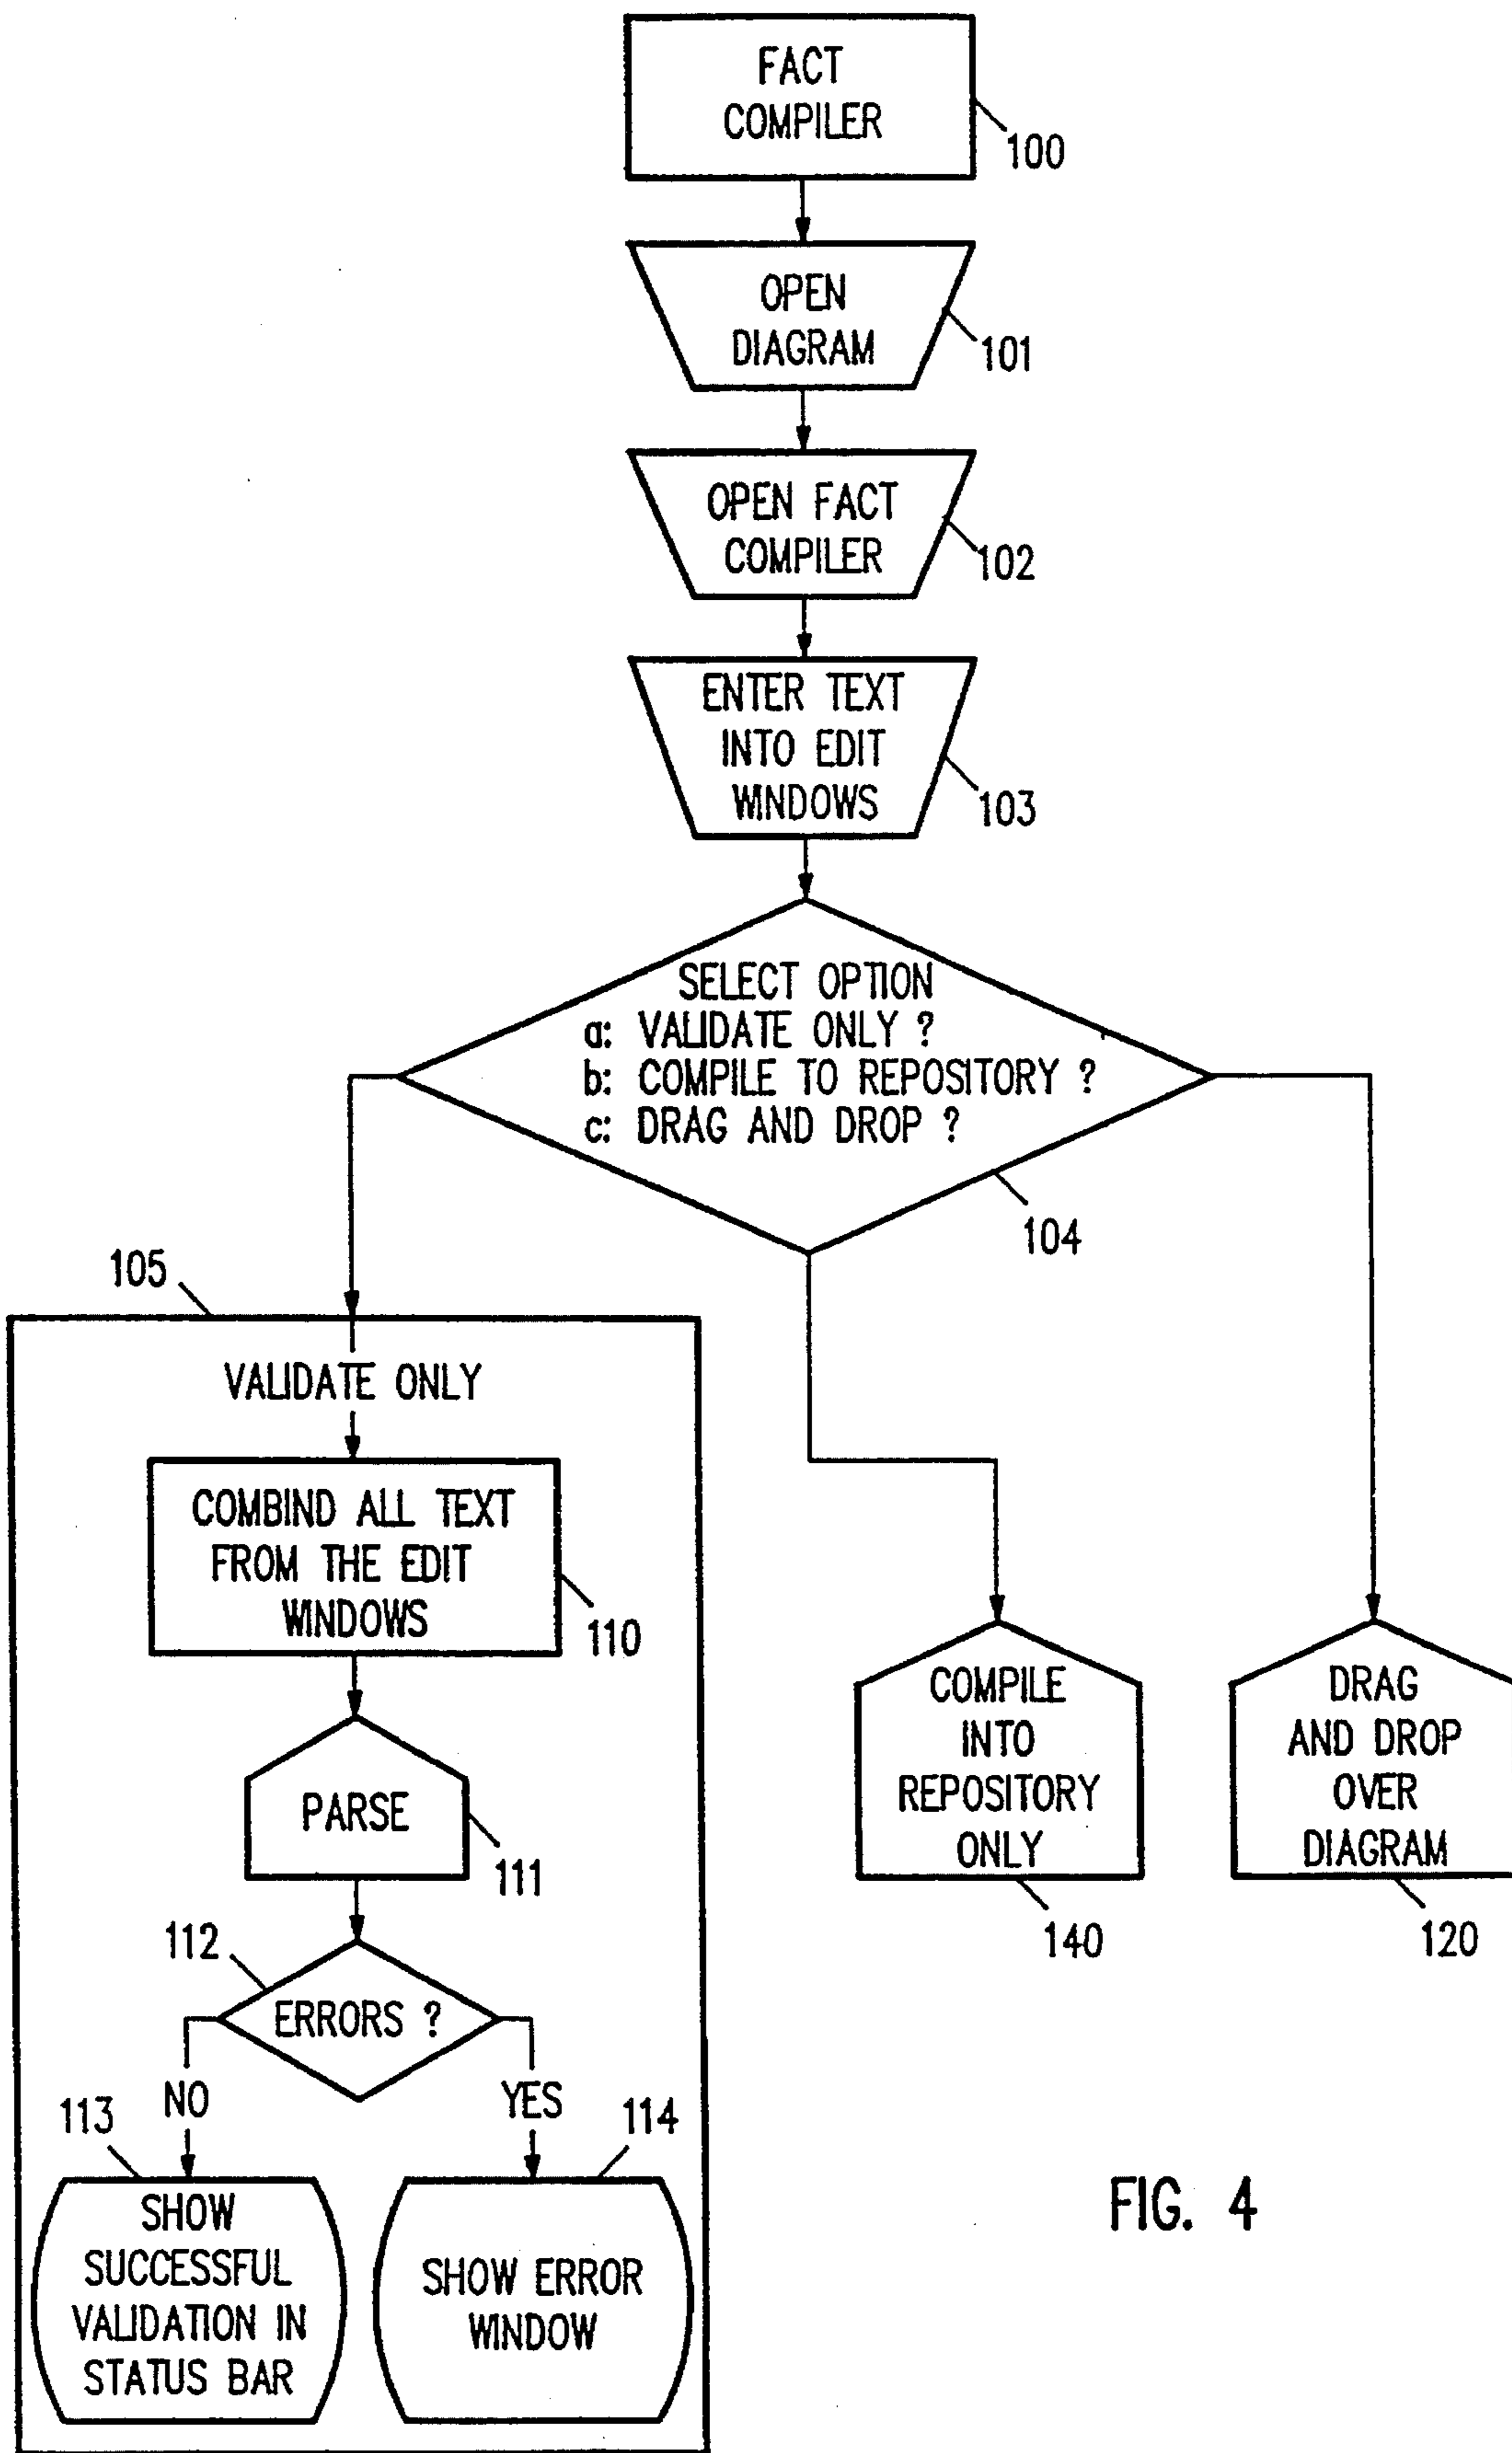 FACT
COMPILER
100
OPEN
DIAGRAM
101
OPEN FACT
COMPILER
102
ENTER TEXT
INTO EDIT
WINDOWS
103
SELECT OPTION
a: VALIDATE ONLY ?
b: COMPILE TO REPOSITORY ?
c: DRAG AND DROP ?
104
105
VALIDATE ONLY
COMBIND ALL TEXT
FROM THE EDIT
WINDOWS
110
PARSE
111
112
ERRORS ?
NO
YES
113
114
SHOW
SUCCESSFUL
VALIDATION IN
STATUS BAR
SHOW ERROR
WINDOW
COMPILE
INTO
REPOSITORY
ONLY
140
DRAG
AND DROP
OVER
DIAGRAM
120
FIG. 4